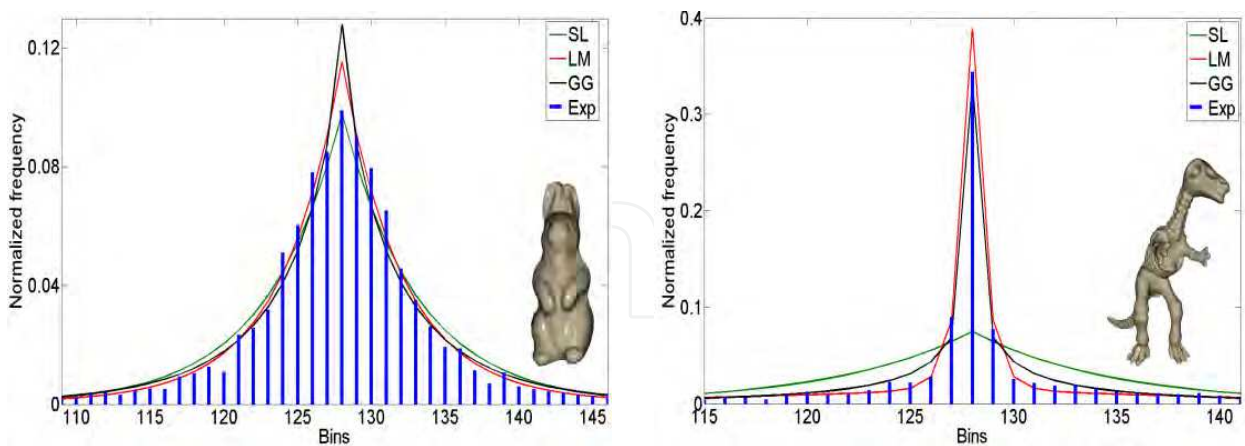 0.12
0.08
0.04
0
110 115 120 125 130 135 140 145
Bins
Normalized frequency
SL
LM
GG
Exp
0.4
0.3
0.2
0.1
0
115 120 125 130 135 140
Bins
Normalized frequency
SL
LM
GG
Exp